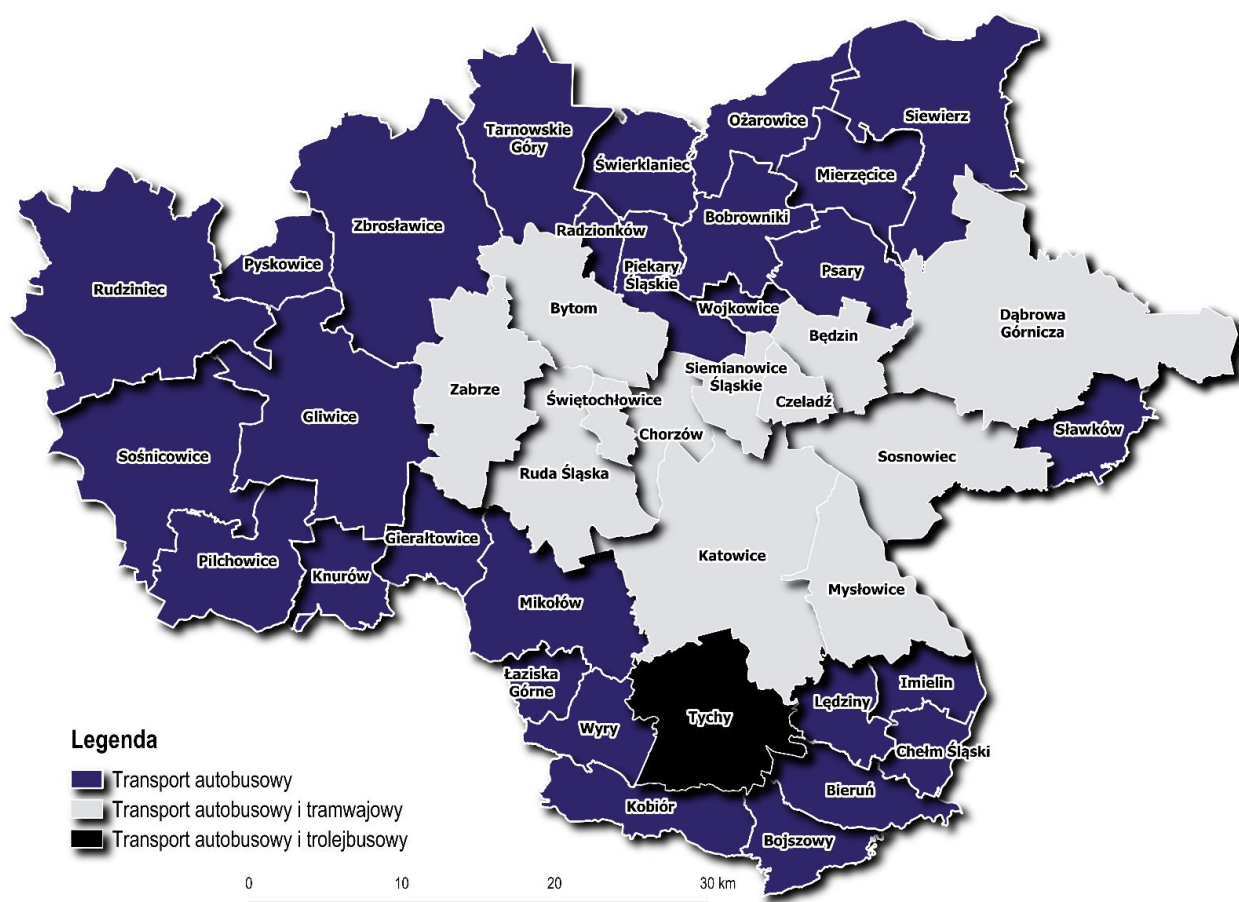 Siewierz
Ożarowice
Tarnowskie
Góry
Świerklaniec
Mierzęcice
Bobrowniki
Zbrosławice
Radzionków
Pyskowice
Piekary
Śląskie
Psary
Rudziniec
Bytom
Wojkowice
Będzin
Dąbrowa
Górnicza
Siemianowice
Śląskie
Zabrze
Świętochłowice
Czeladź
Gliwice
Chorzów
Sławków
Sośnicowice
Ruda Śląska
Sosnowiec
Gierałtowice
Katowice
Pilchowice
Knurów
Mysłowice
Mikołów
Łaziska
Górne
Imielin
Lędziny
Tychy
Wyry
Chełm Śląski
Bieruń
Kobiór
Bojszowy
Legenda
Transport autobusowy
Transport autobusowy i tramwajowy
Transport autobusowy i trolejbusowy
0 10 20 30 km